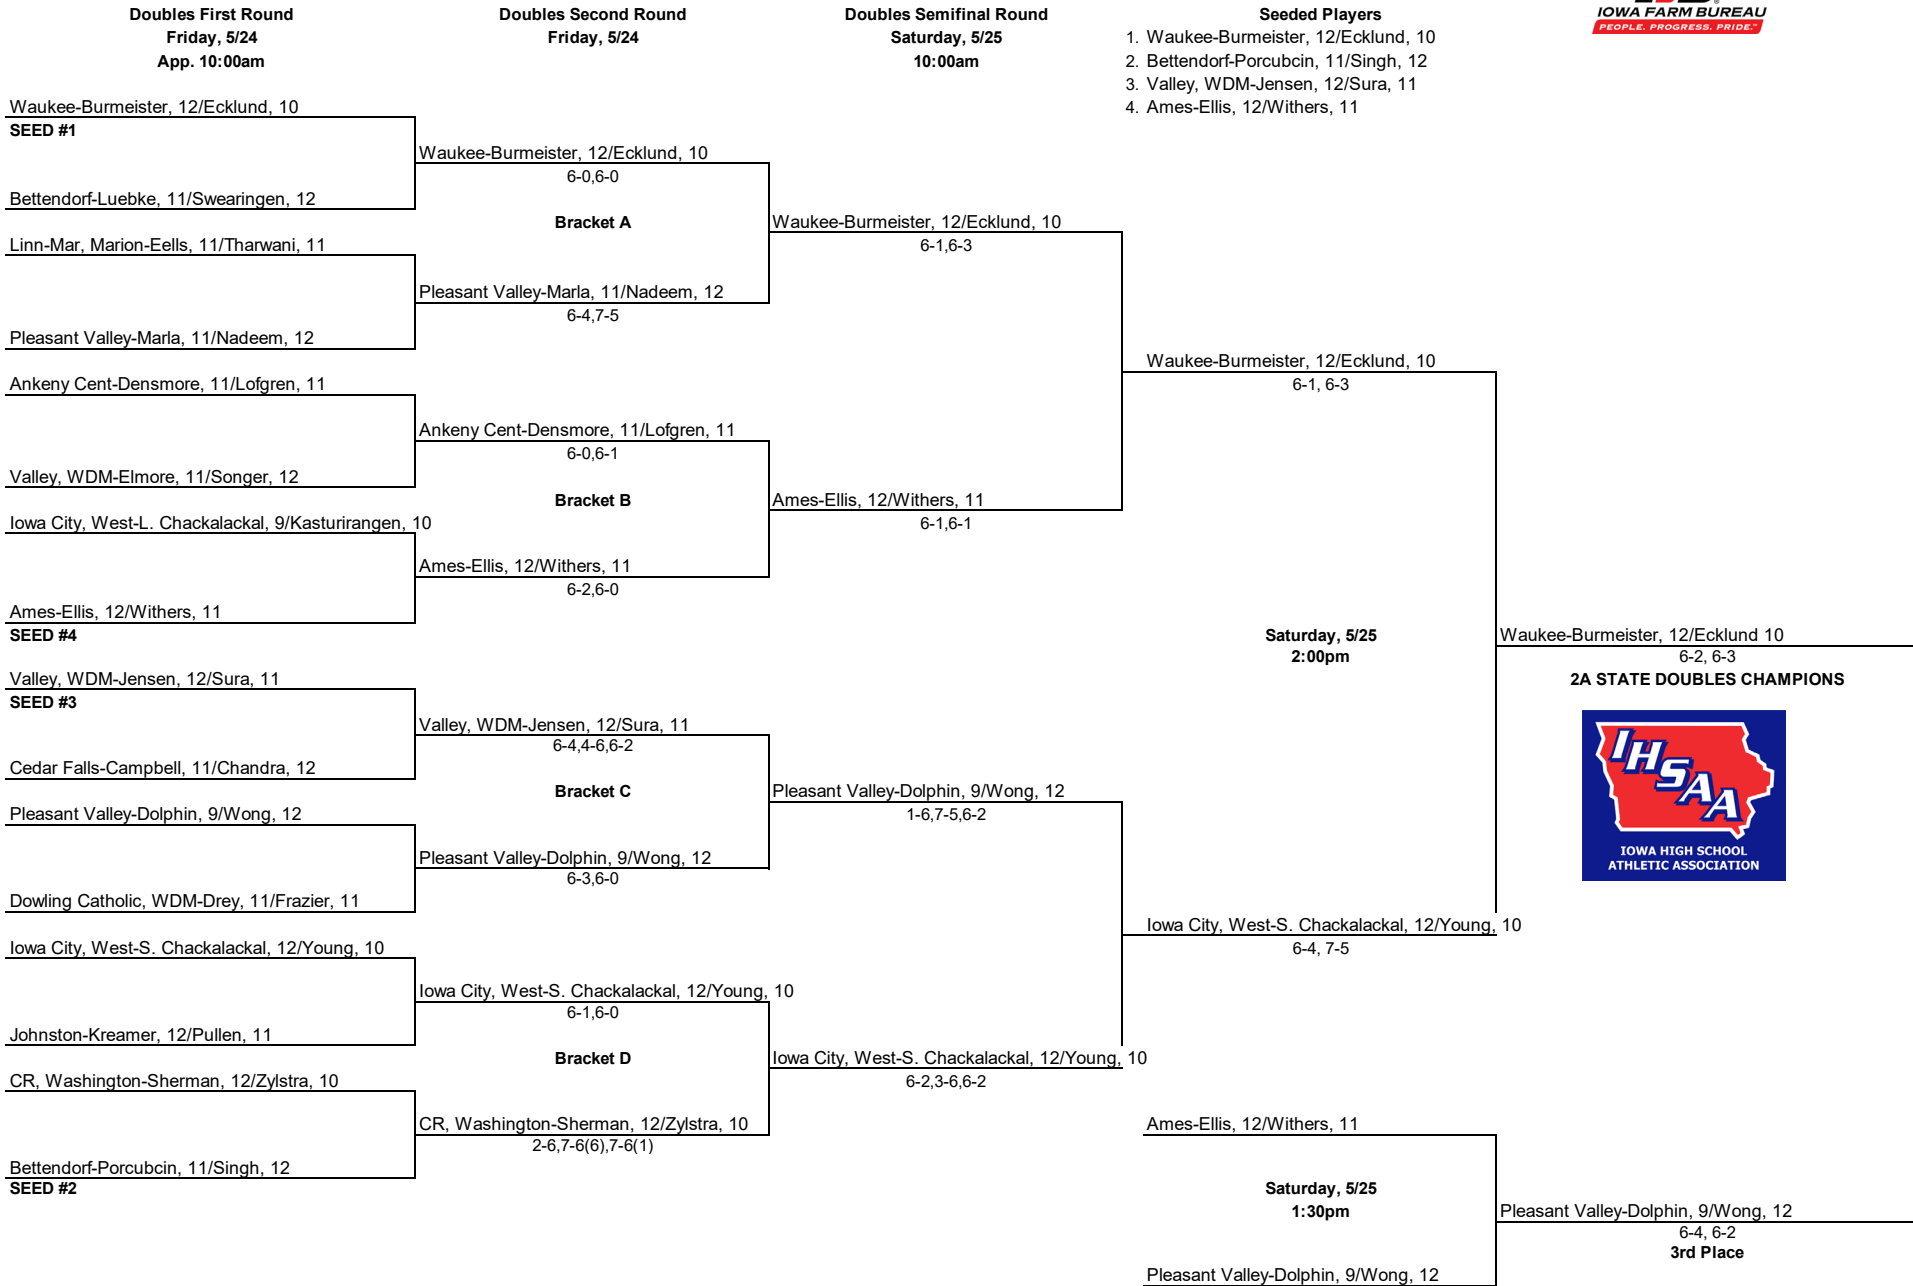 Doubles First Round
Friday, 5/24
App. 10:00am
Doubles Second Round
Friday, 5/24
Doubles Semifinal Round
Saturday, 5/25
10:00am
Seeded Players
1. Waukee-Burmeister, 12/Ecklund, 10
2. Bettendorf-Porcubcin, 11/Singh, 12
3. Valley, WDM-Jensen, 12/Sura, 11
4. Ames-Ellis, 12/Withers, 11
IOWA FARM BUREAU
PEOPLE. PROGRESS. PRIDE.
Waukee-Burmeister, 12/Ecklund, 10
SEED #1
Bettendorf-Luebke, 11/Swearingen, 12
Linn-Mar, Marion-Eells, 11/Tharwani, 11
Pleasant Valley-Marla, 11/Nadeem, 12
Ankeny Cent-Densmore, 11/Lofgren, 11
Valley, WDM-Elmore, 11/Songer, 12
Iowa City, West-L. Chackalackal, 9/Kasturirangen, 10
Ames-Ellis, 12/Withers, 11
SEED #4
Valley, WDM-Jensen, 12/Sura, 11
SEED #3
Cedar Falls-Campbell, 11/Chandra, 12
Pleasant Valley-Dolphin, 9/Wong, 12
Dowling Catholic, WDM-Drey, 11/Frazier, 11
Iowa City, West-S. Chackalackal, 12/Young, 10
Johnston-Kreamer, 12/Pullen, 11
CR, Washington-Sherman, 12/Zylstra, 10
Bettendorf-Porcubcin, 11/Singh, 12
SEED #2
Waukee-Burmeister, 12/Ecklund, 10
6-0,6-0
Bracket A
Pleasant Valley-Marla, 11/Nadeem, 12
6-4,7-5
Ankeny Cent-Densmore, 11/Lofgren, 11
6-0,6-1
Bracket B
Ames-Ellis, 12/Withers, 11
6-2,6-0
Valley, WDM-Jensen, 12/Sura, 11
6-4,4-6,6-2
Bracket C
Pleasant Valley-Dolphin, 9/Wong, 12
6-3,6-0
Iowa City, West-S. Chackalackal, 12/Young, 10
6-1,6-0
Bracket D
CR, Washington-Sherman, 12/Zylstra, 10
2-6,7-6(6),7-6(1)
Waukee-Burmeister, 12/Ecklund, 10
6-1,6-3
Ames-Ellis, 12/Withers, 11
6-1,6-1
Pleasant Valley-Dolphin, 9/Wong, 12
1-6,7-5,6-2
Iowa City, West-S. Chackalackal, 12/Young, 10
6-2,3-6,6-2
Waukee-Burmeister, 12/Ecklund, 10
6-1, 6-3
Saturday, 5/25
2:00pm
Iowa City, West-S. Chackalackal, 12/Young, 10
6-4, 7-5
Waukee-Burmeister, 12/Ecklund 10
6-2, 6-3
2A STATE DOUBLES CHAMPIONS
IHSAA
IOWA HIGH SCHOOL
ATHLETIC ASSOCIATION
Ames-Ellis, 12/Withers, 11
Saturday, 5/25
1:30pm
Pleasant Valley-Dolphin, 9/Wong, 12
Pleasant Valley-Dolphin, 9/Wong, 12
6-4, 6-2
3rd Place